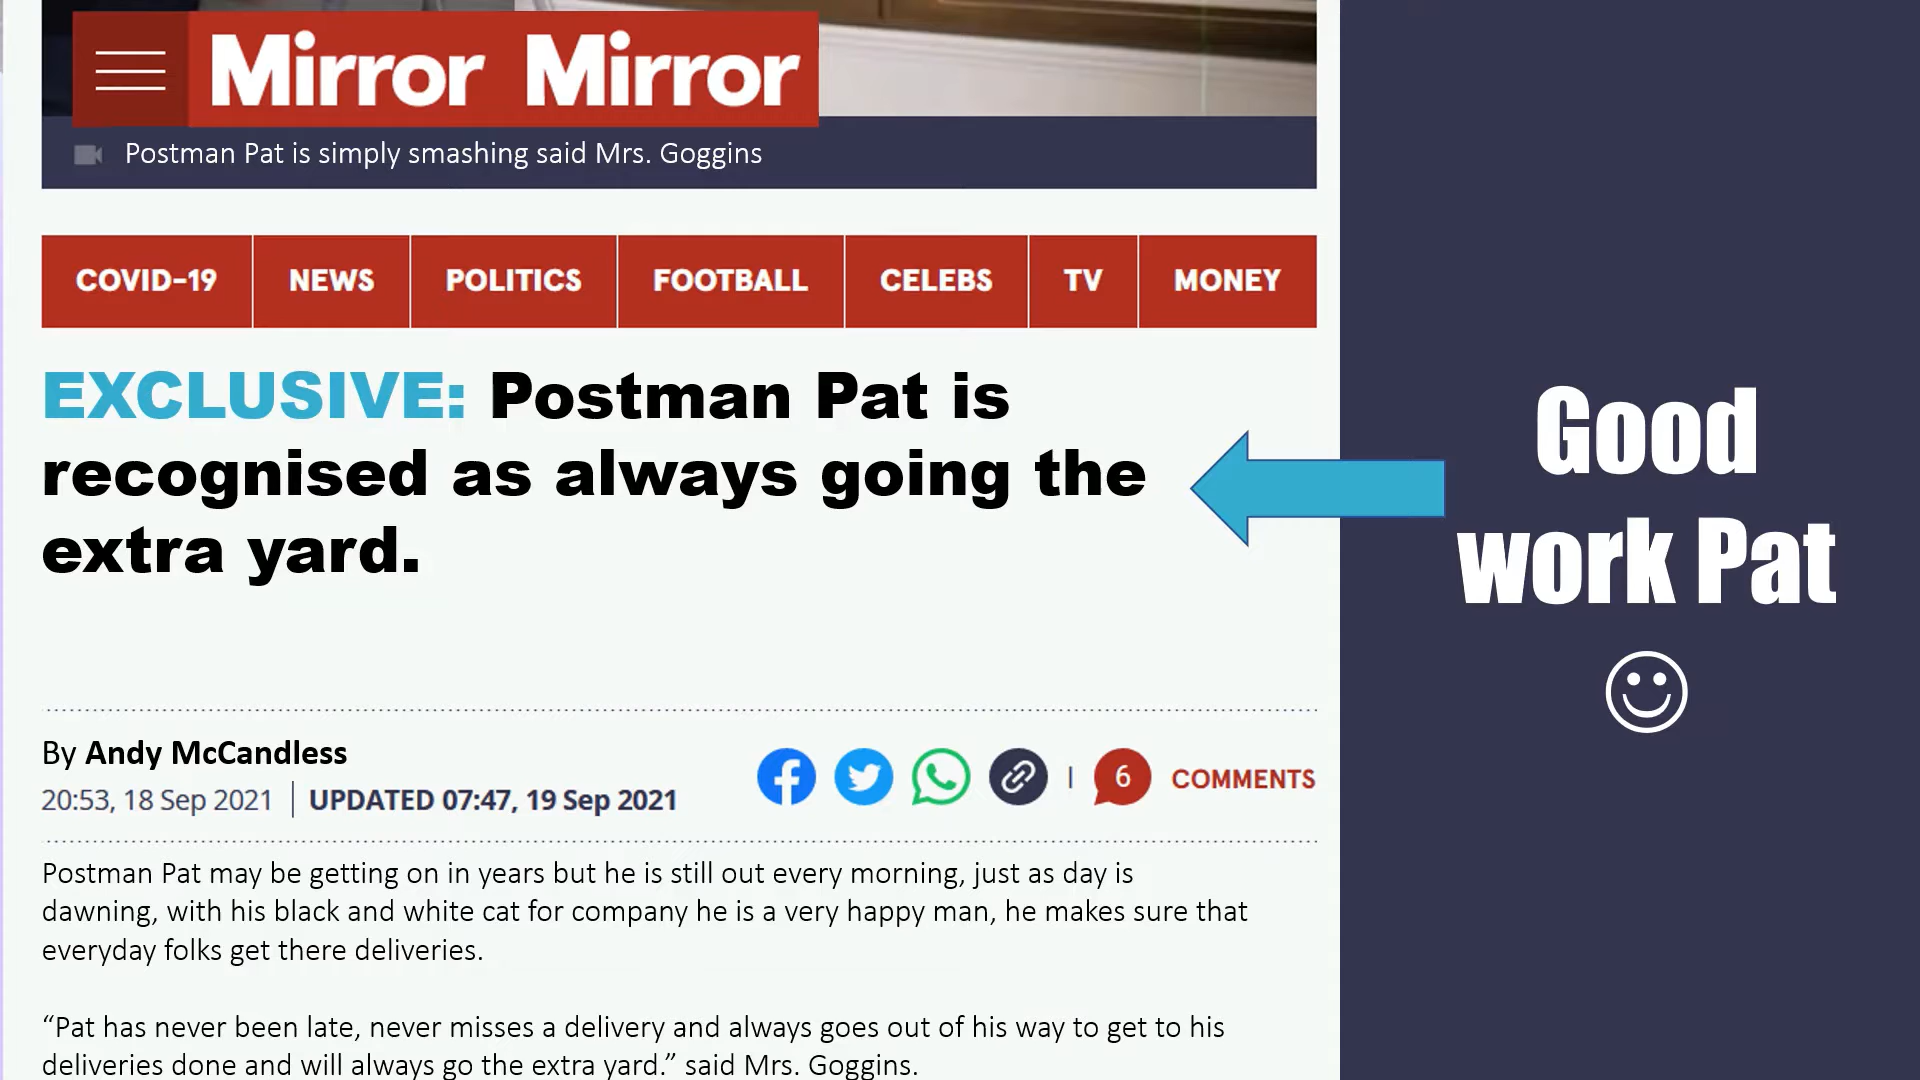 Mirror Mirror
Postman Pat is simply smashing said Mrs. Goggins
COVID-19 NEWS POLITICS FOOTBALL CELEBS TV MONEY
EXCLUSIVE: Postman Pat is
recognised as always going the
extra yard.
Good
work Pat
By Andy McCandless
20:53, 18 Sep 2021 UPDATED 07:47, 19 Sep 2021
6 COMMENTS
Postman Pat may be getting on in years but he is still out every morning, just as day is
dawning, with his black and white cat for company he is a very happy man, he makes sure that
everyday folks get there deliveries.
“Pat has never been late, never misses a delivery and always goes out of his way to get to his
deliveries done and will always go the extra yard.” said Mrs. Goggins.